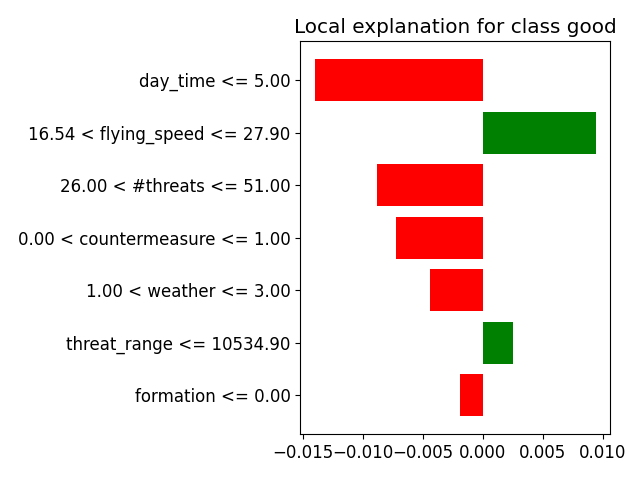 Local explanation for class good
day_time <= 5.00
16.54 < flying_speed <= 27.90
26.00 < #threats <= 51.00
0.00 < countermeasure <= 1.00
1.00 < weather <= 3.00
threat_range <= 10534.90
formation <= 0.00
−0.015 −0.010 −0.005 0.000 0.005 0.010